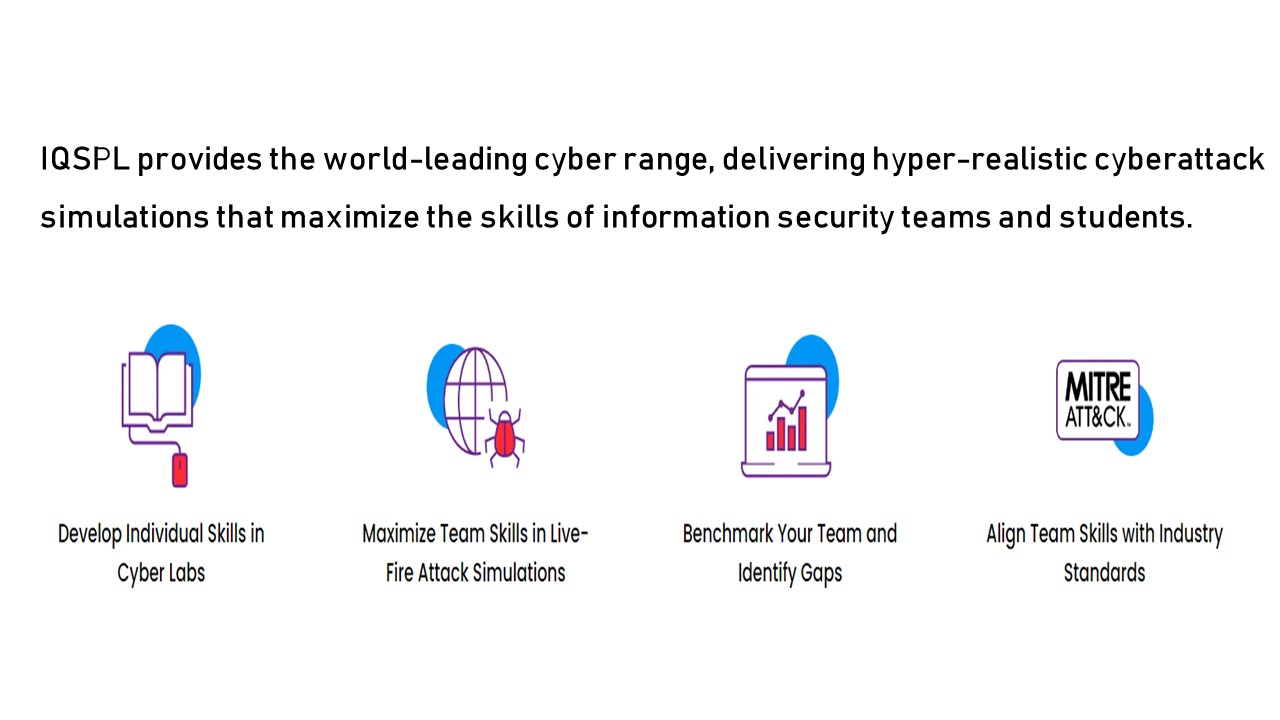 IQSPL provides the world-leading cyber range, delivering hyper-realistic cyberattack
simulations that maximize the skills of information security teams and students.
MITRE
ATT&CK™
Develop Individual Skills in
Cyber Labs
Maximize Team Skills in Live-
Fire Attack Simulations
Benchmark Your Team and
Identify Gaps
Align Team Skills with Industry
Standards